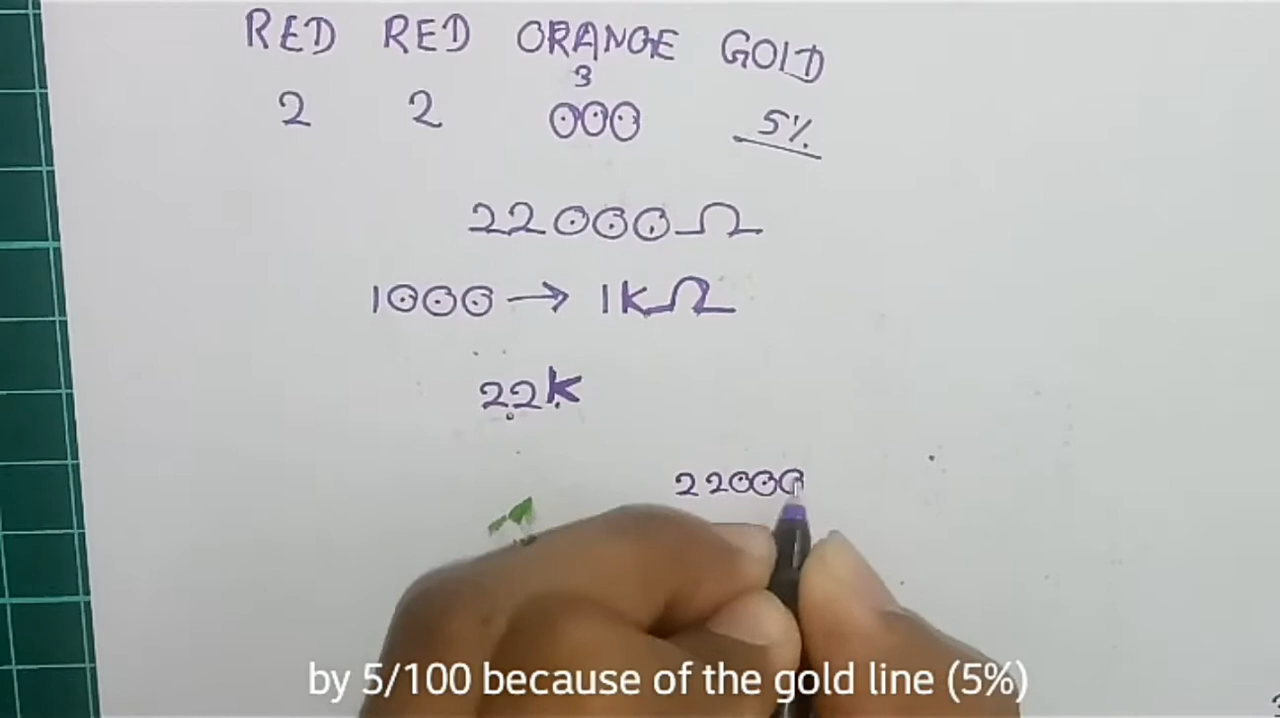 RED RED ORANGE GOLD
3
2 2 000 5%
22000Ω
1000 → 1KΩ
22K
22000
by 5/100 because of the gold line (5%)